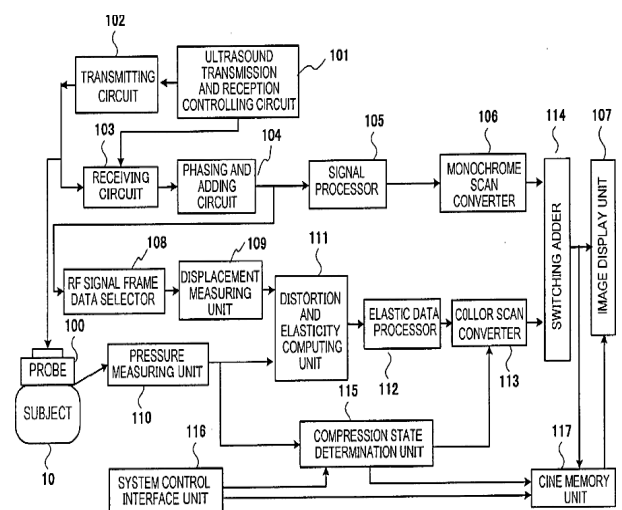 102
TRANSMITTING
CIRCUIT
ULTRASOUND
TRANSMISSION
AND RECEPTION
CONTROLLING CIRCUIT
101
103
RECEIVING
CIRCUIT
PHASING AND
ADDING
CIRCUIT
104
105
SIGNAL
PROCESSOR
106
MONOCHROME
SCAN
CONVERTER
114
SWITCHING ADDER
107
IMAGE DISPLAY UNIT
108
RF SIGNAL FRAME
DATA SELECTOR
109
DISPLACEMENT
MEASURING
UNIT
111
DISTORTION
AND
ELASTICITY
COMPUTING
UNIT
ELASTIC DATA
PROCESSOR
112
COLLOR SCAN
CONVERTER
113
100
PROBE
SUBJECT
10
PRESSURE
MEASURING UNIT
110
115
COMPRESSION STATE
DETERMINATION UNIT
116
SYSTEM CONTROL
INTERFACE UNIT
117
CINE MEMORY
UNIT